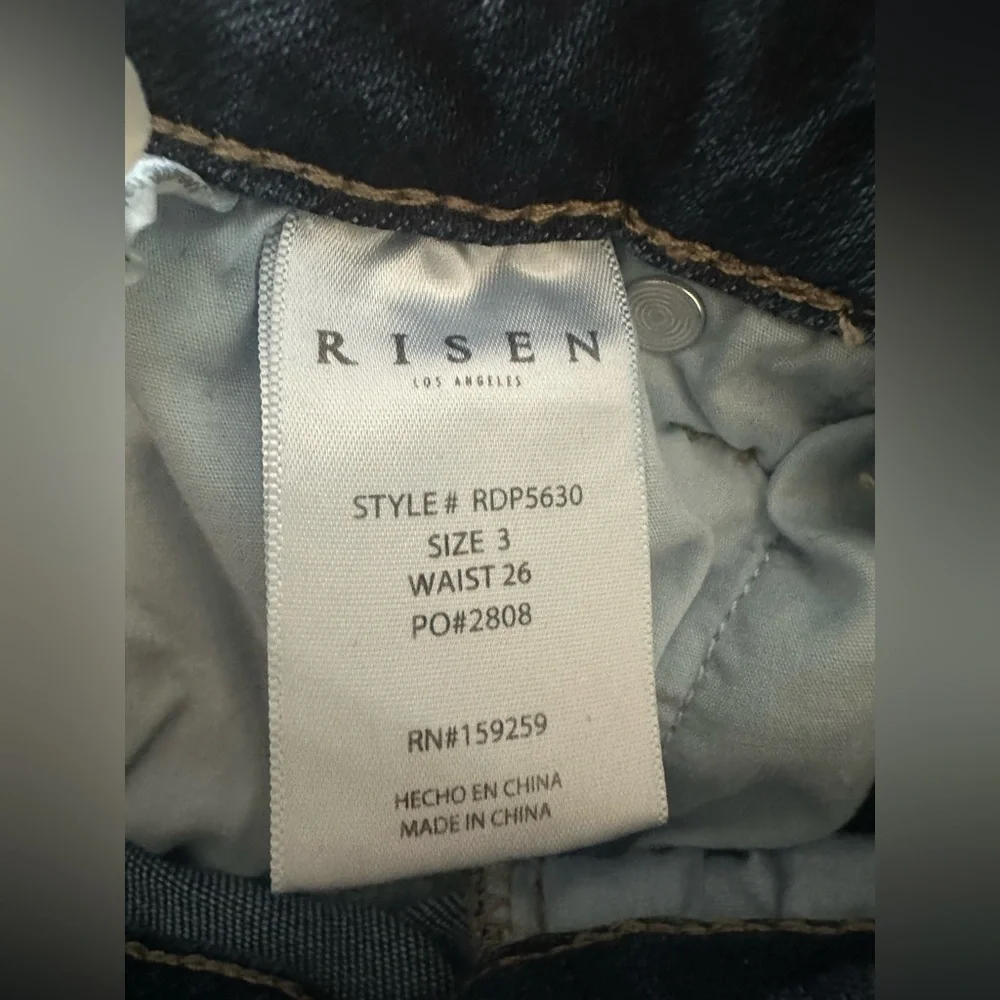 RISEN
LOS ANGELES
STYLE# RDP5630
SIZE 3
WAIST 26
PO#2808
RN#159259
HECHO EN CHINA
MADE IN CHINA